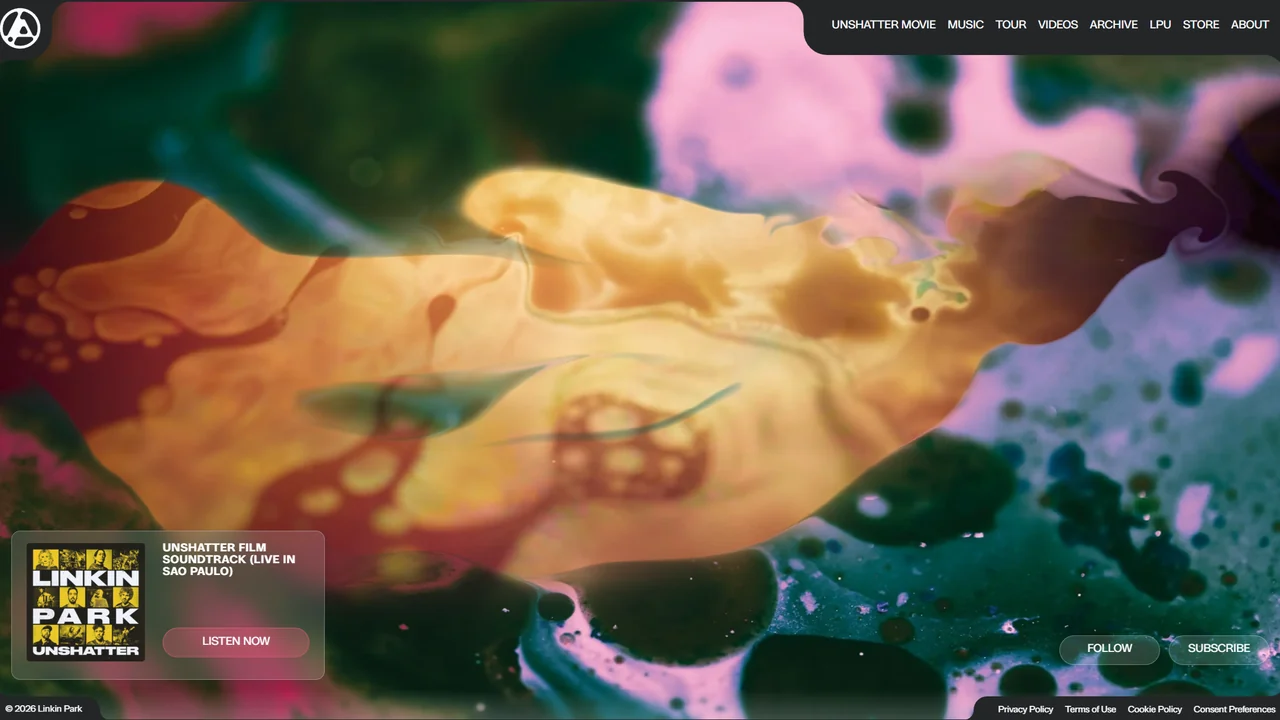 UNSHATTER MOVIE MUSIC TOUR VIDEOS ARCHIVE LPU STORE ABOUT
LINKIN
PARK
UNSHATTER
UNSHATTER FILM
SOUNDTRACK (LIVE IN
SAO PAULO)
LISTEN NOW
FOLLOW SUBSCRIBE
© 2026 Linkin Park
Privacy Policy Terms of Use Cookie Policy Consent Preferences